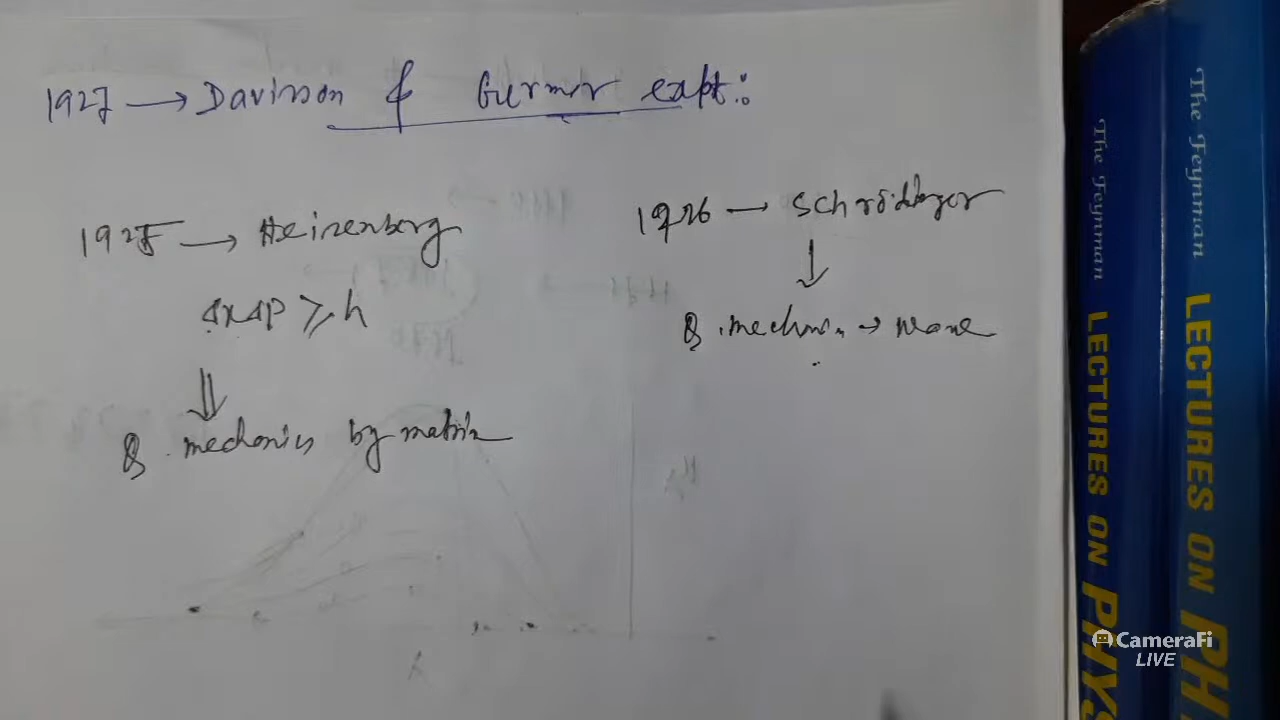 1927 → Davisson & Germer expt:
1925 → Heisenberg
ΔxΔp ≥ h
⇓
Q. mechanics by matrix
1926 → Schrödinger
↓
Q. mechanics → wave
The Feynman LECTURES ON PHYS
The Feynman LECTURES ON PH
CameraFi
LIVE